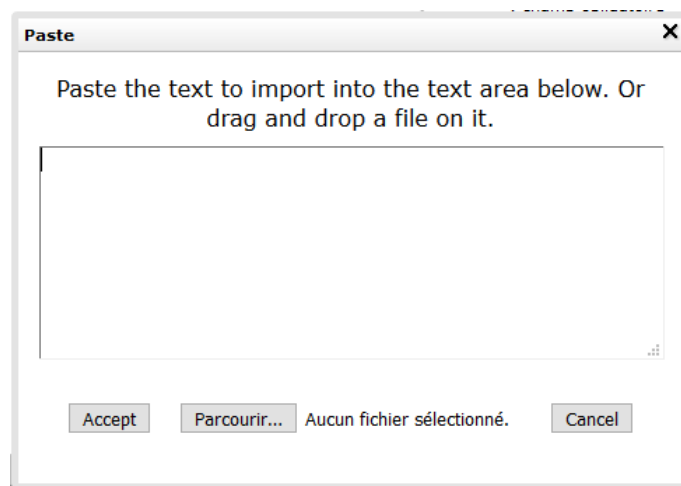 Paste
Paste the text to import into the text area below. Or
drag and drop a file on it.
Accept Parcourir... Aucun fichier sélectionné. Cancel